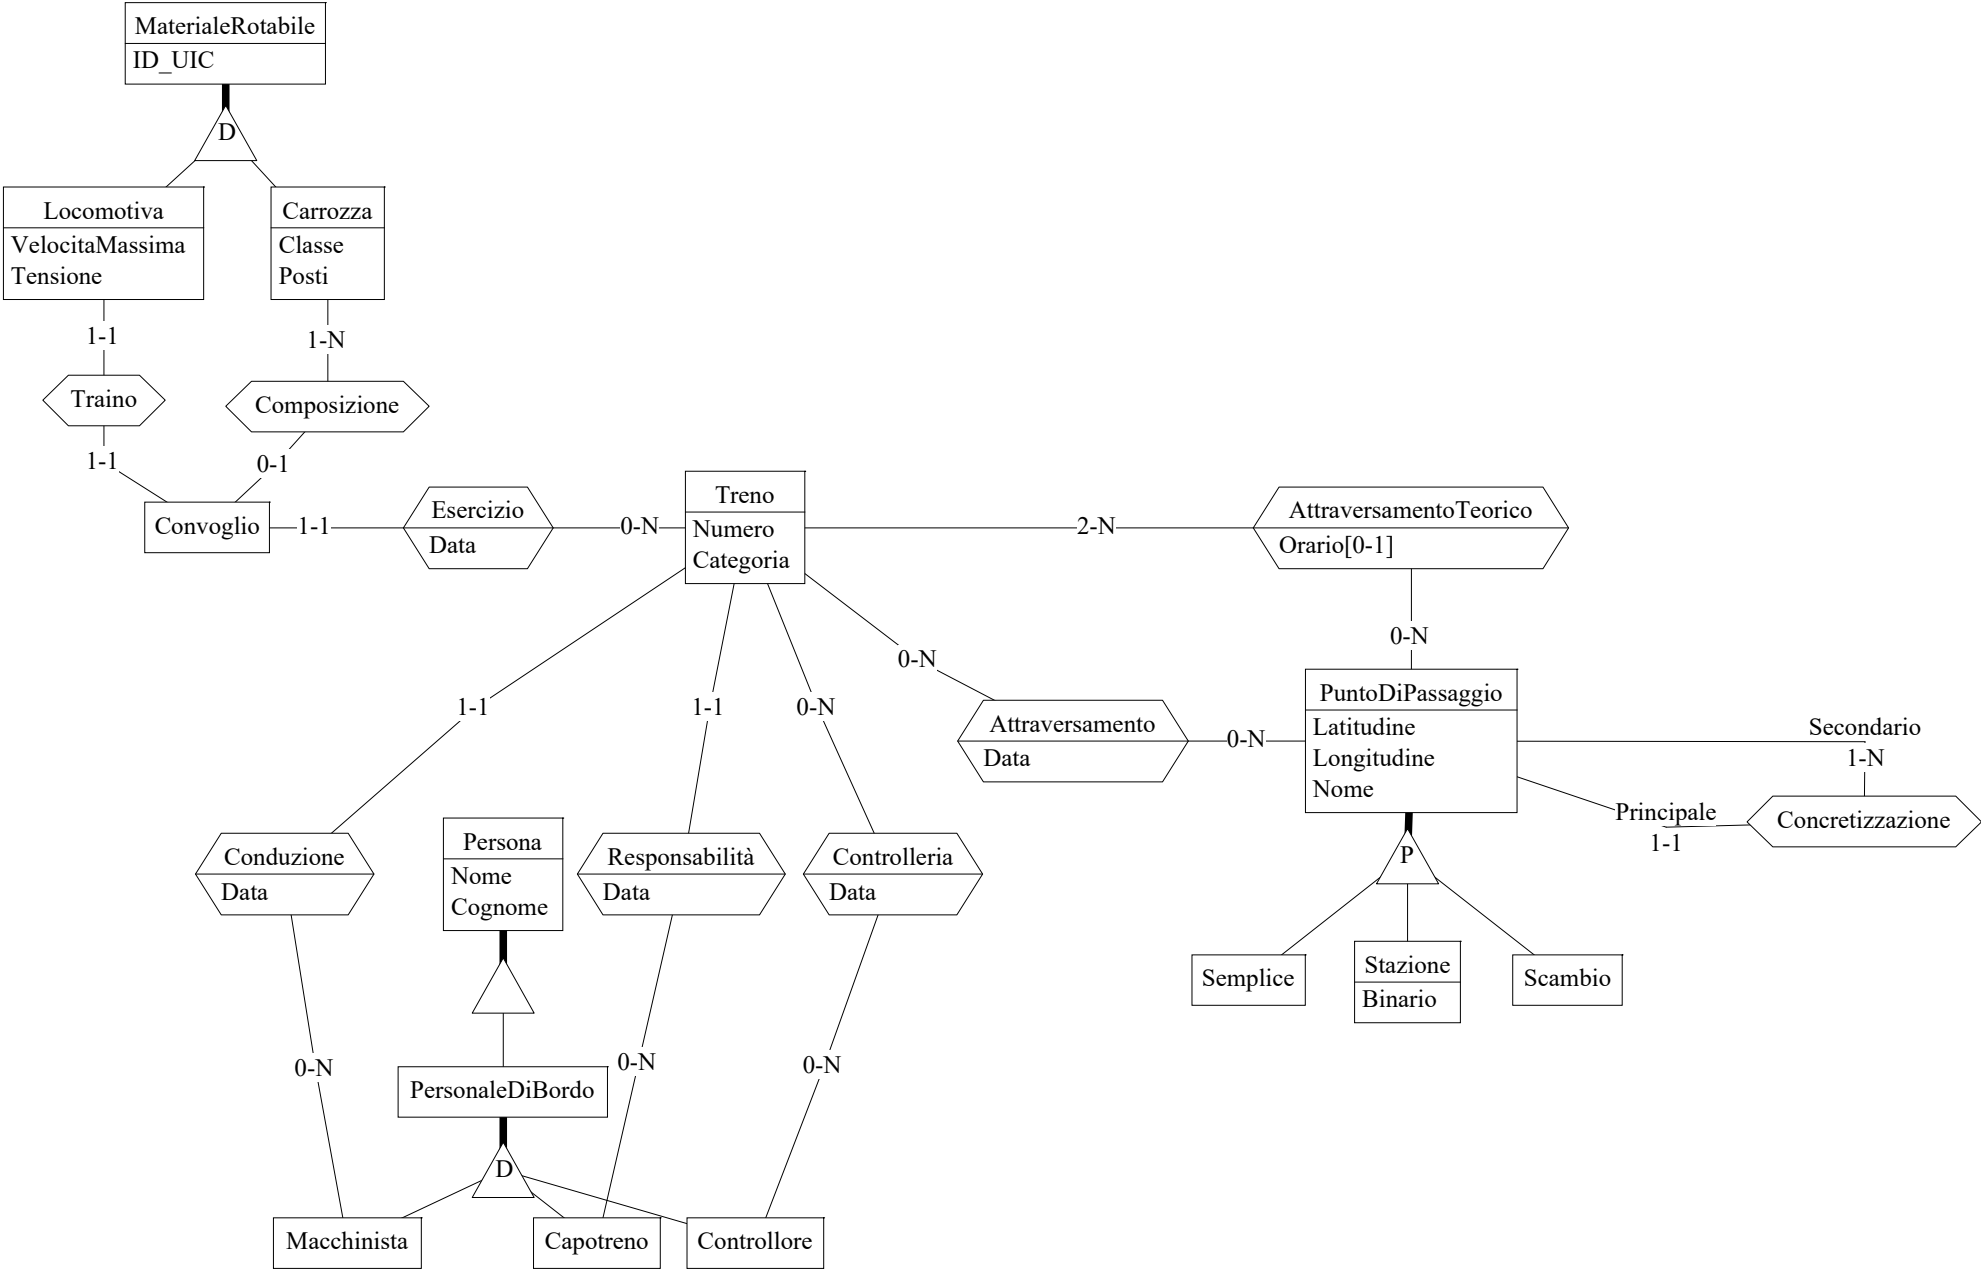 MaterialeRotabile
ID_UIC
D
Locomotiva
VelocitaMassima
Tensione
Carrozza
Classe
Posti
1-1
1-N
Traino
Composizione
1-1
0-1
Convoglio
1-1
Esercizio
Data
0-N
Treno
Numero
Categoria
2-N
AttraversamentoTeorico
Orario[0-1]
0-N
0-N
1-1
1-1
0-N
Attraversamento
Data
0-N
PuntoDiPassaggio
Latitudine
Longitudine
Nome
Secondario
1-N
Principale
1-1
Concretizzazione
P
Semplice
Stazione
Binario
Scambio
Conduzione
Data
Persona
Nome
Cognome
Responsabilità
Data
Controlleria
Data
0-N
0-N
0-N
PersonaleDiBordo
D
Macchinista
Capotreno
Controllore